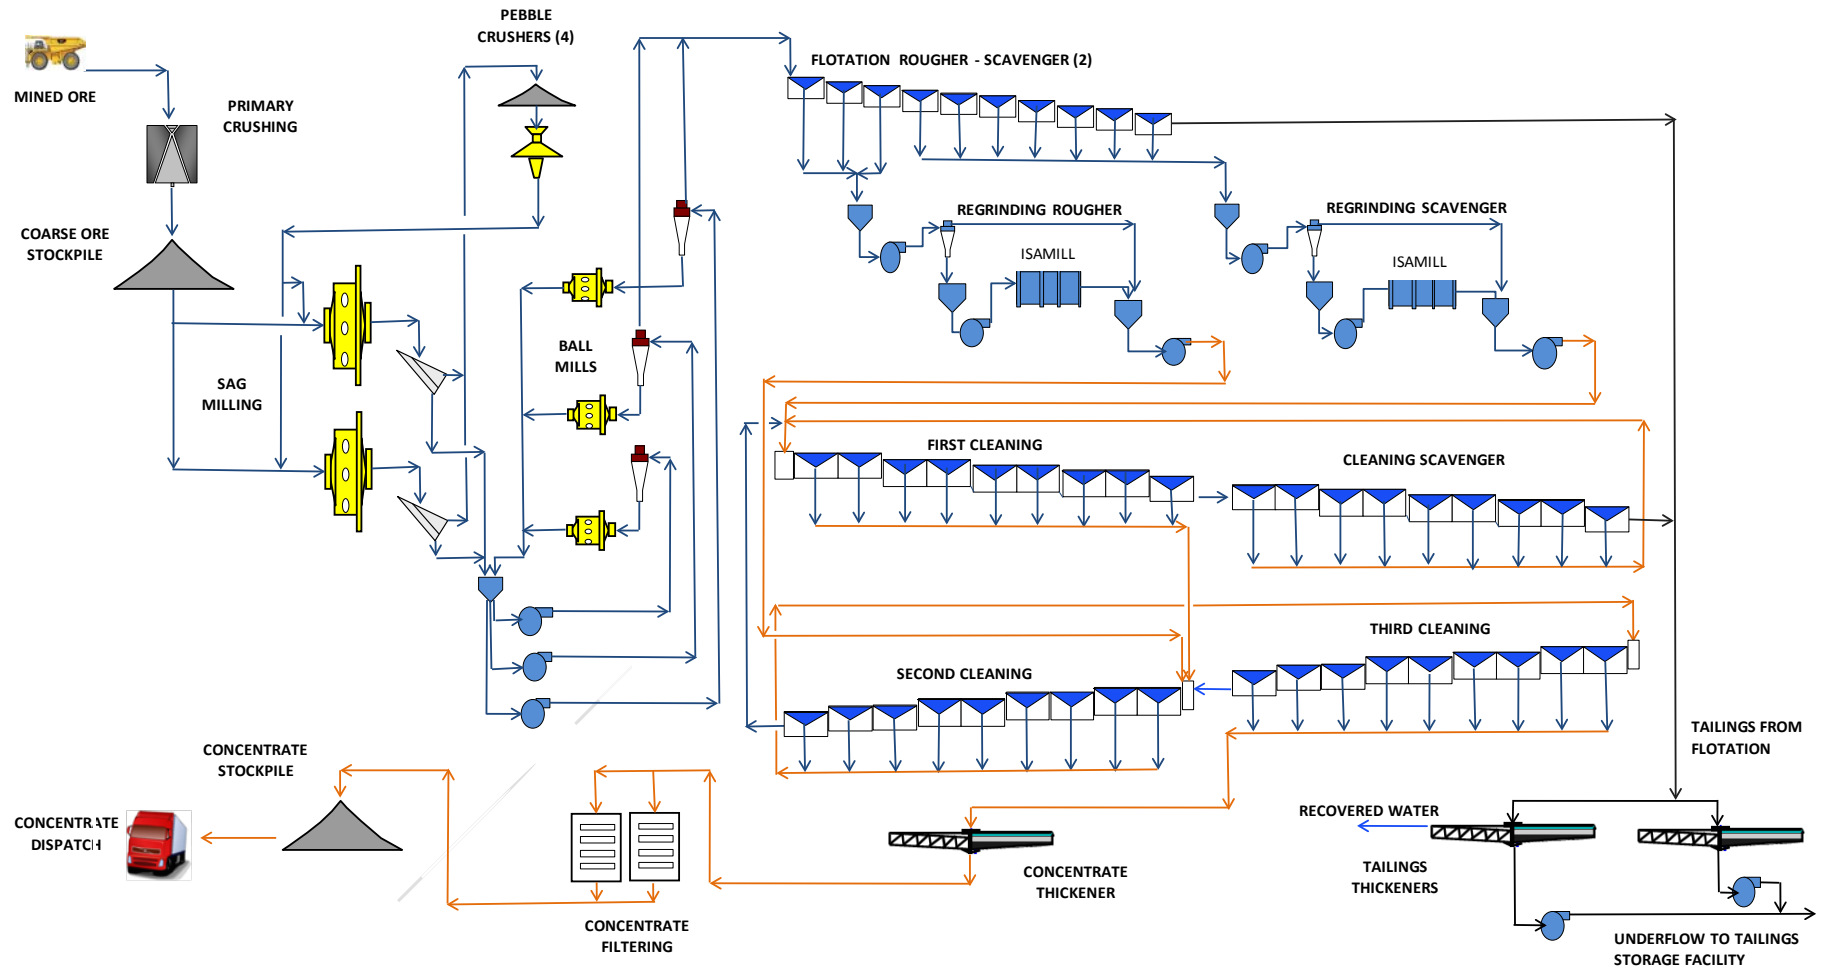 PEBBLE
CRUSHERS (4)
MINED ORE
PRIMARY
CRUSHING
FLOTATION ROUGHER - SCAVENGER (2)
COARSE ORE
STOCKPILE
REGRINDING ROUGHER
REGRINDING SCAVENGER
ISAMILL
ISAMILL
SAG
MILLING
BALL
MILLS
FIRST CLEANING
CLEANING SCAVENGER
SECOND CLEANING
THIRD CLEANING
TAILINGS FROM
FLOTATION
CONCENTRATE
STOCKPILE
CONCENTRATE
DISPATCH
RECOVERED WATER
CONCENTRATE
THICKENER
TAILINGS
THICKENERS
CONCENTRATE
FILTERING
UNDERFLOW TO TAILINGS
STORAGE FACILITY